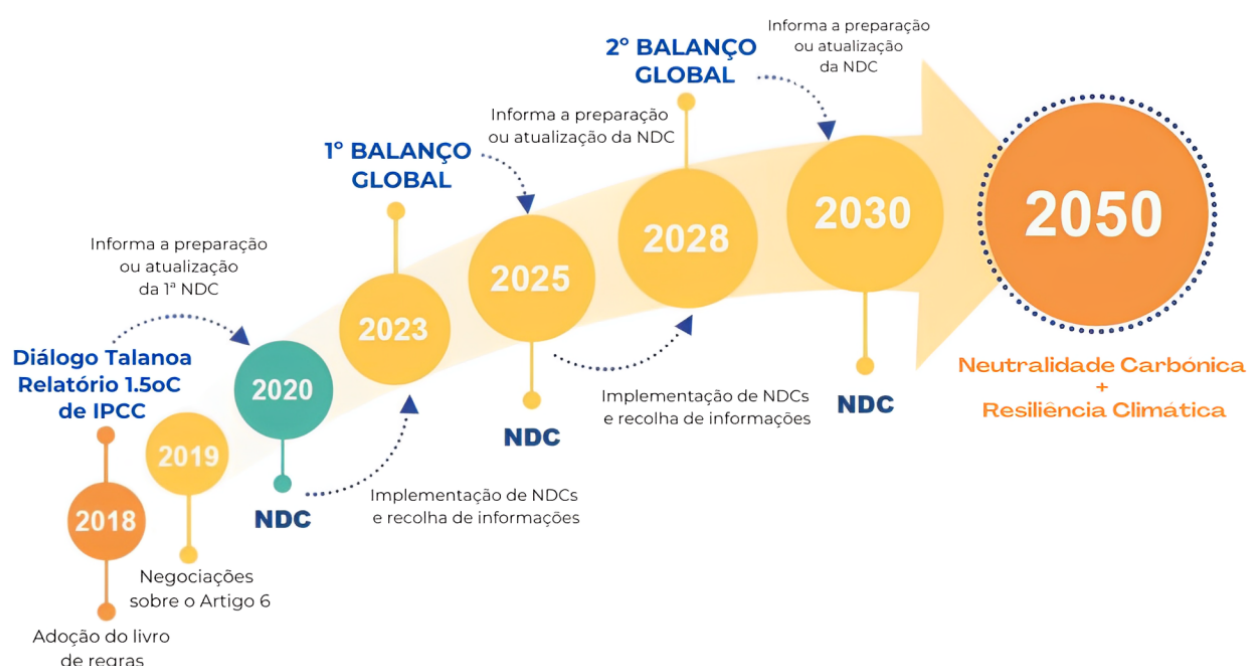 Diálogo Talanoa
Relatório 1.5oC
de IPCC
2018
Adoção do livro
de regras
2019
Negociações
sobre o Artigo 6
Informa a preparação
ou atualização
da 1ª NDC
2020
NDC
Implementação de NDCs
e recolha de informações
1º BALANÇO
GLOBAL
2023
Informa a preparação
ou atualização da NDC
2025
NDC
Implementação de NDCs
e recolha de informações
2º BALANÇO
GLOBAL
2028
Informa a preparação
ou atualização
da NDC
2030
NDC
2050
Neutralidade Carbónica
+
Resiliência Climática